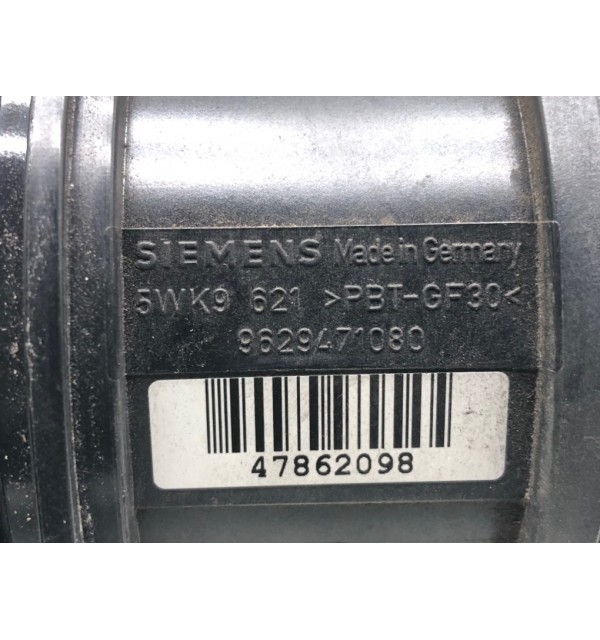 SIEMENS Made in Germany
5WK9 621 >PBT-GF30<
9629471080
47862098